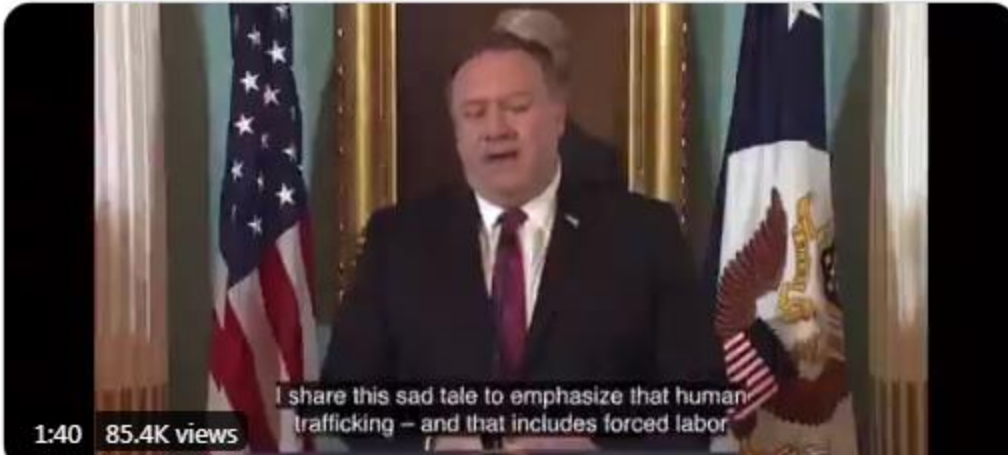 I share this sad tale to emphasize that human
trafficking – and that includes forced labor
1:40 85.4K views